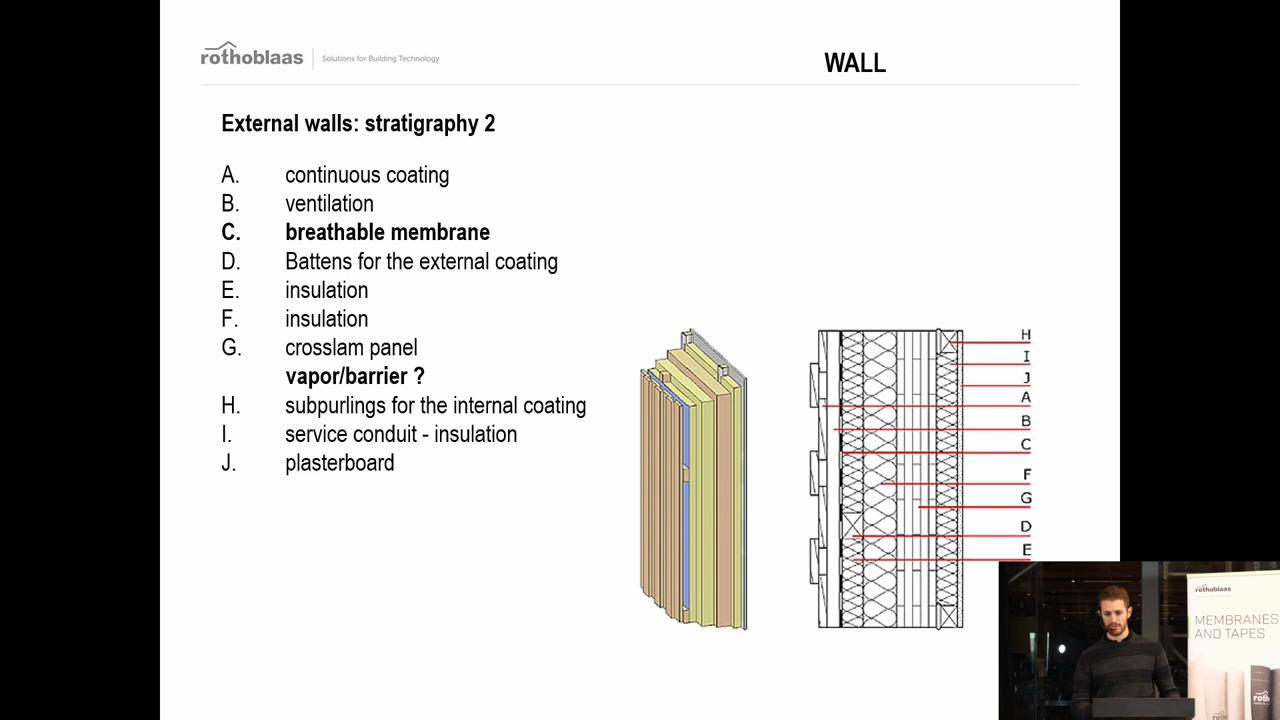 rothoblaas
Solutions for Building Technology
WALL
External walls: stratigraphy 2
A. continuous coating
B. ventilation
C. breathable membrane
D. Battens for the external coating
E. insulation
F. insulation
G. crosslam panel
vapor/barrier ?
H. subpurlings for the internal coating
I. service conduit - insulation
J. plasterboard
H
I
J
A
B
C
F
G
D
E
rothoblaas
MEMBRANES
AND TAPES